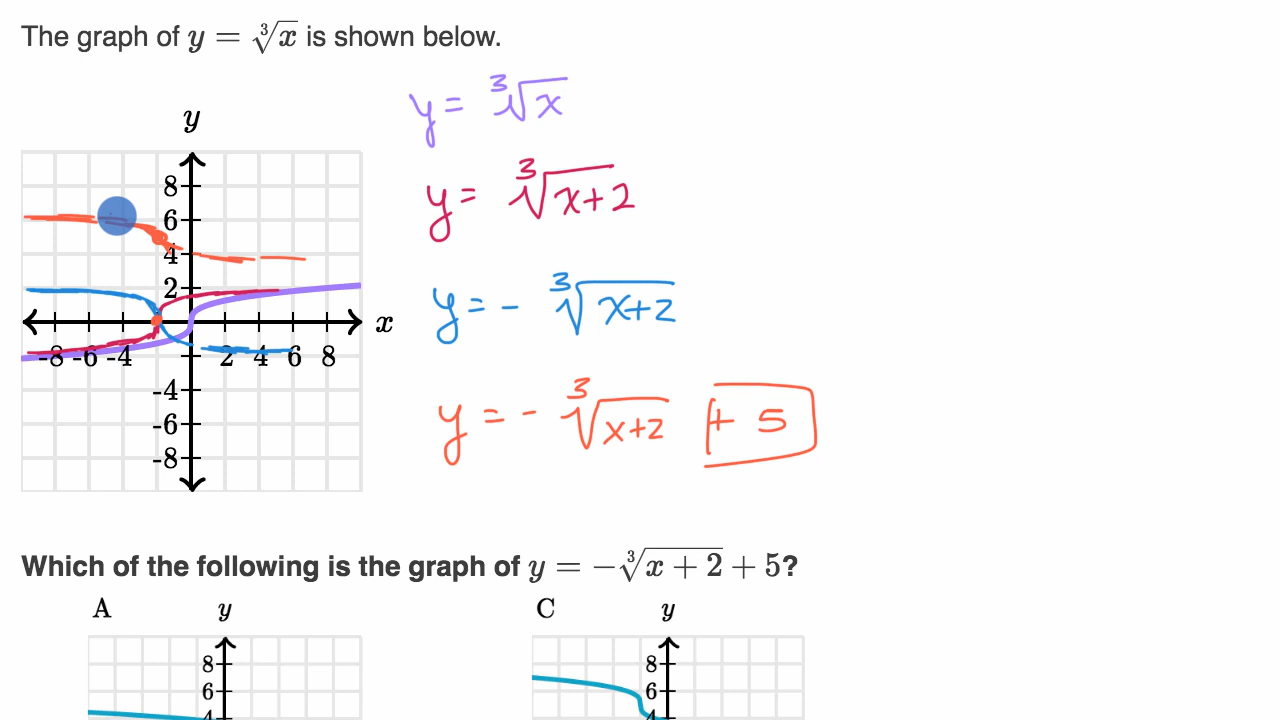 The graph of y = ∛x is shown below.
y = ∛x
y = ∛(x+2)
y = - ∛(x+2)
y = - ∛(x+2) + 5
y
8
6
4
2
x
-8 -6 -4 2 4 6 8
-4
-6
-8
Which of the following is the graph of y = −∛(x + 2) + 5?
A y
8
6
4
C y
8
6
4